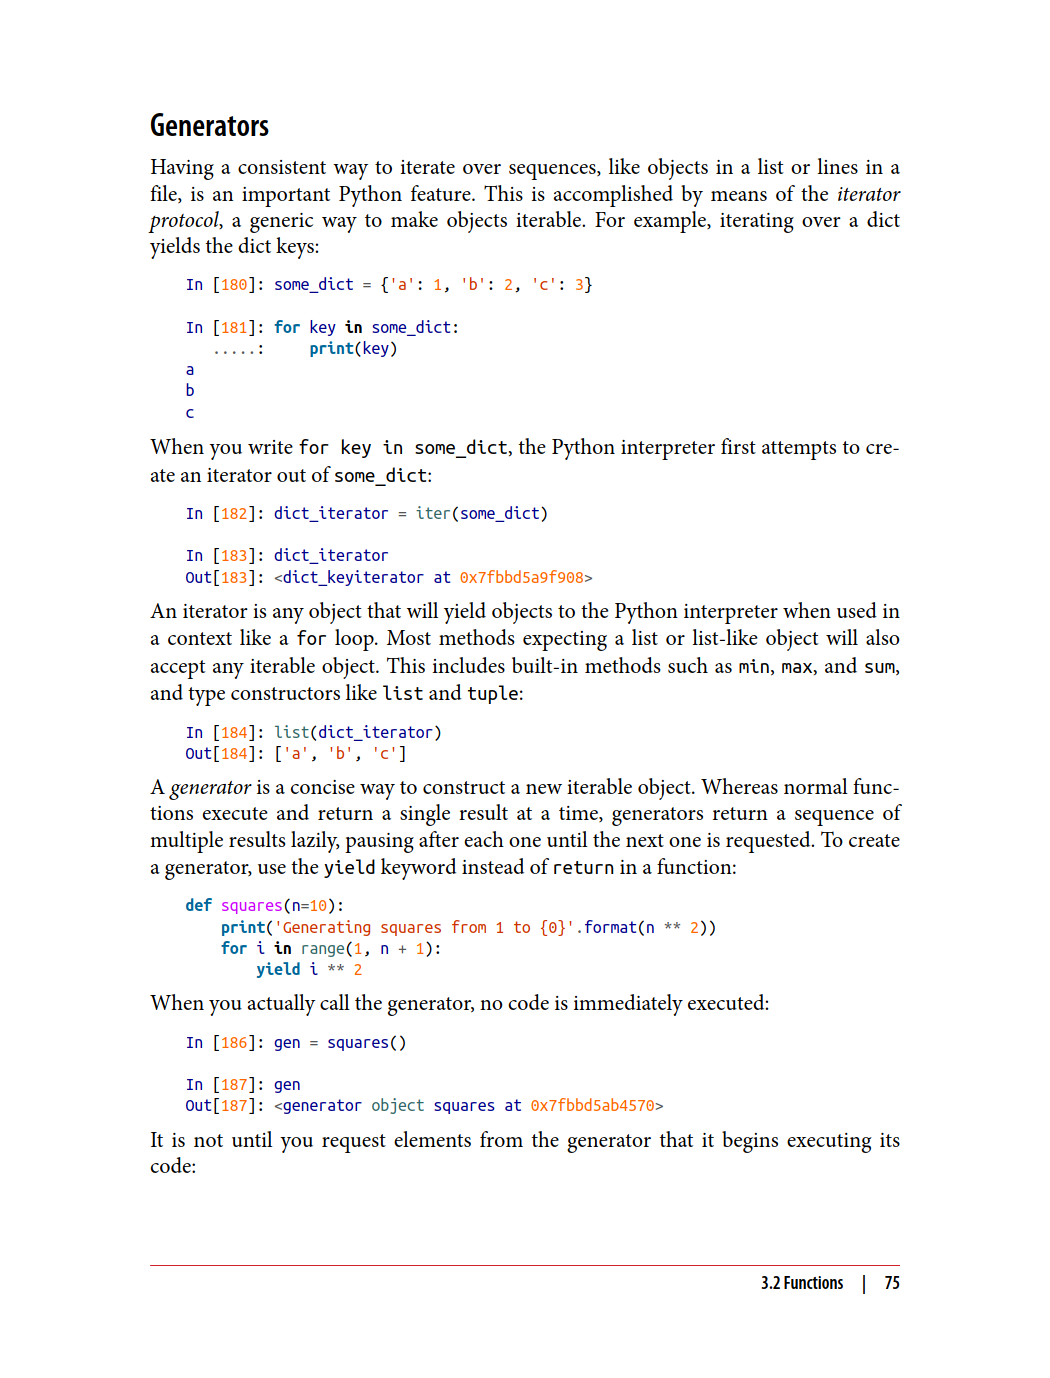 Generators
Having a consistent way to iterate over sequences, like objects in a list or lines in a
file, is an important Python feature. This is accomplished by means of the iterator
protocol, a generic way to make objects iterable. For example, iterating over a dict
yields the dict keys:
In [180]: some_dict = {'a': 1, 'b': 2, 'c': 3}
In [181]: for key in some_dict:
.....:     print(key)
a
b
c
When you write for key in some_dict, the Python interpreter first attempts to cre-
ate an iterator out of some_dict:
In [182]: dict_iterator = iter(some_dict)
In [183]: dict_iterator
Out[183]: <dict_keyiterator at 0x7fbbd5a9f908>
An iterator is any object that will yield objects to the Python interpreter when used in
a context like a for loop. Most methods expecting a list or list-like object will also
accept any iterable object. This includes built-in methods such as min, max, and sum,
and type constructors like list and tuple:
In [184]: list(dict_iterator)
Out[184]: ['a', 'b', 'c']
A generator is a concise way to construct a new iterable object. Whereas normal func-
tions execute and return a single result at a time, generators return a sequence of
multiple results lazily, pausing after each one until the next one is requested. To create
a generator, use the yield keyword instead of return in a function:
def squares(n=10):
    print('Generating squares from 1 to {0}'.format(n ** 2))
    for i in range(1, n + 1):
        yield i ** 2
When you actually call the generator, no code is immediately executed:
In [186]: gen = squares()
In [187]: gen
Out[187]: <generator object squares at 0x7fbbd5ab4570>
It is not until you request elements from the generator that it begins executing its
code:
3.2 Functions | 75